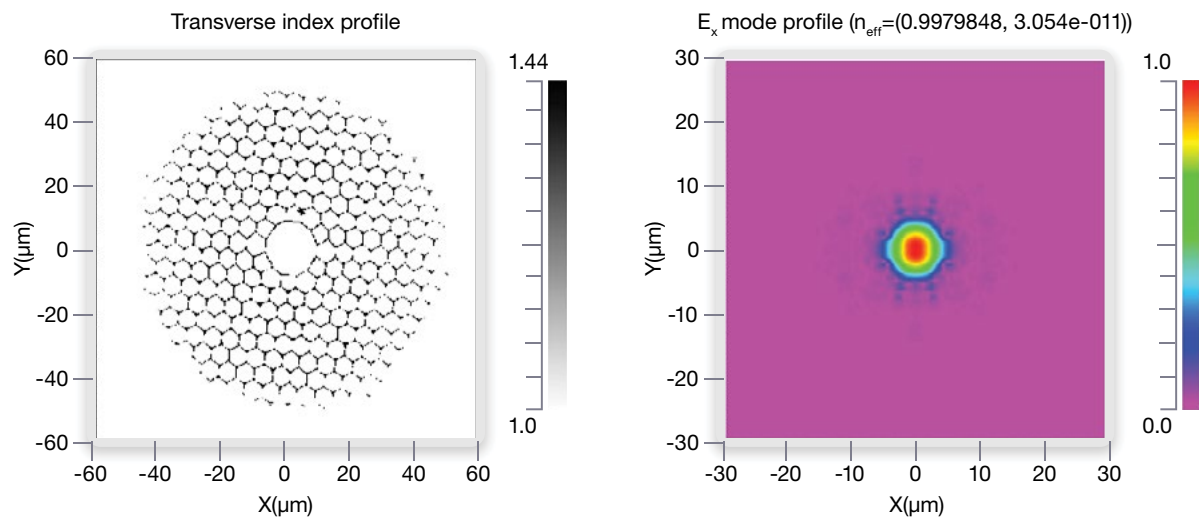 Transverse index profile
60
40
20
0
-20
-40
-60
Y(µm)
-60 -40 -20 0 20 40 60
X(µm)
1.44
1.0
Ex mode profile (neff=(0.9979848, 3.054e-011))
30
20
10
0
-10
-20
-30
Y(µm)
-30 -20 -10 0 10 20 30
X(µm)
1.0
0.0